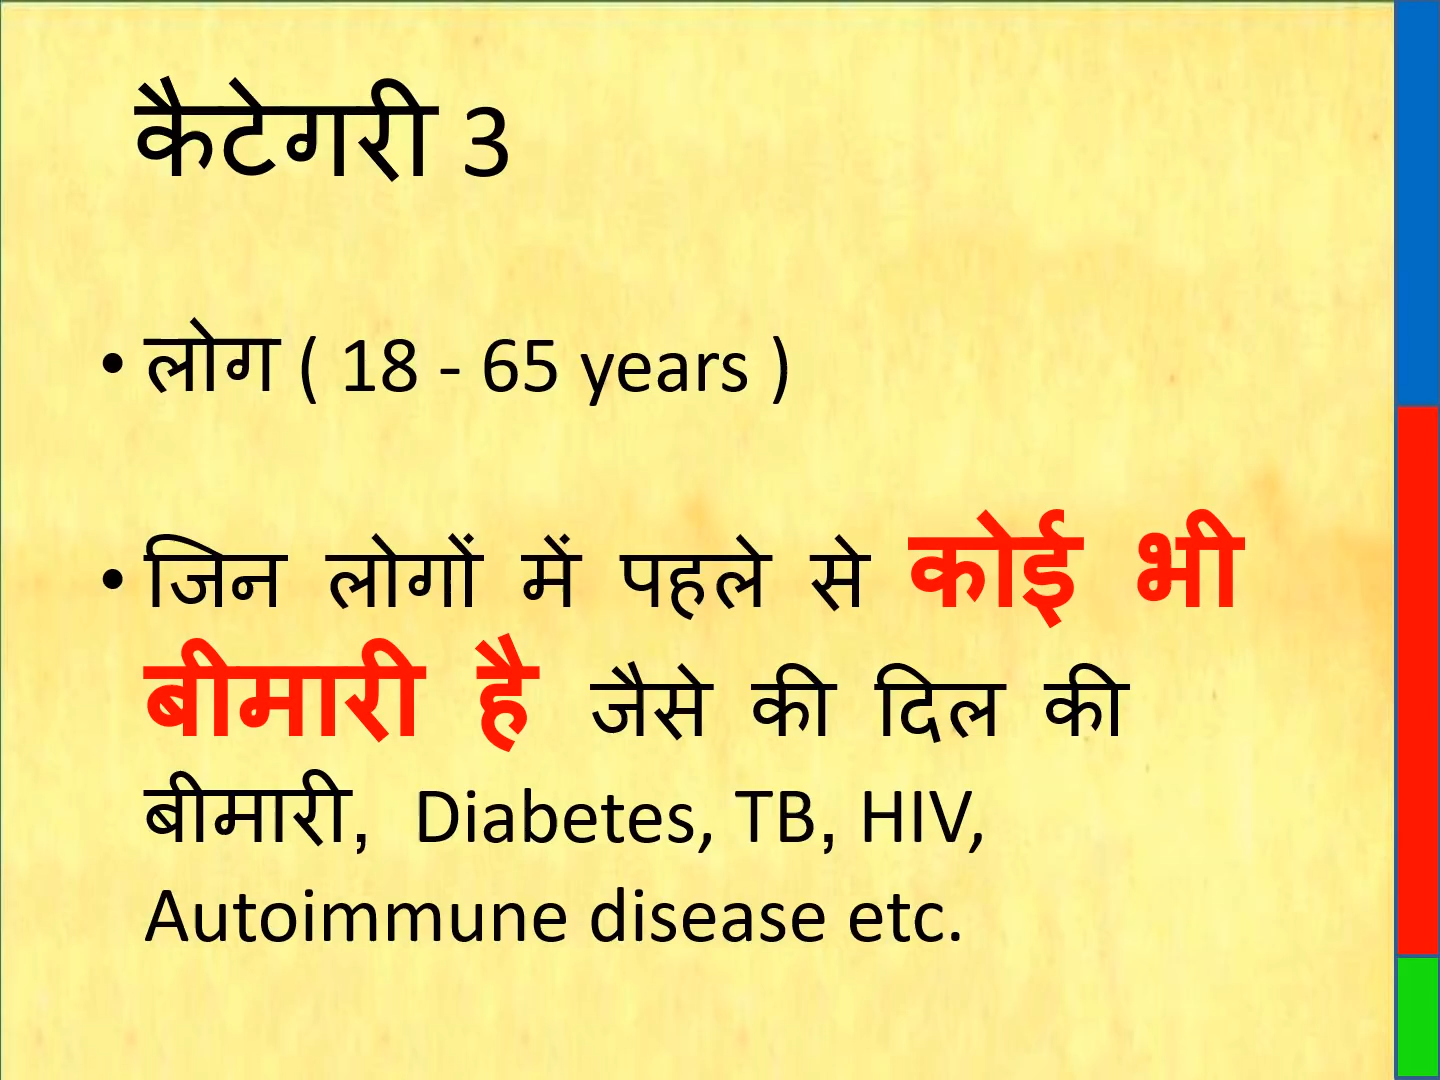 कैटेगरी 3
• लोग ( 18 - 65 years )
• जिन लोगों में पहले से कोई भी
बीमारी है जैसे की दिल की
बीमारी, Diabetes, TB, HIV,
Autoimmune disease etc.